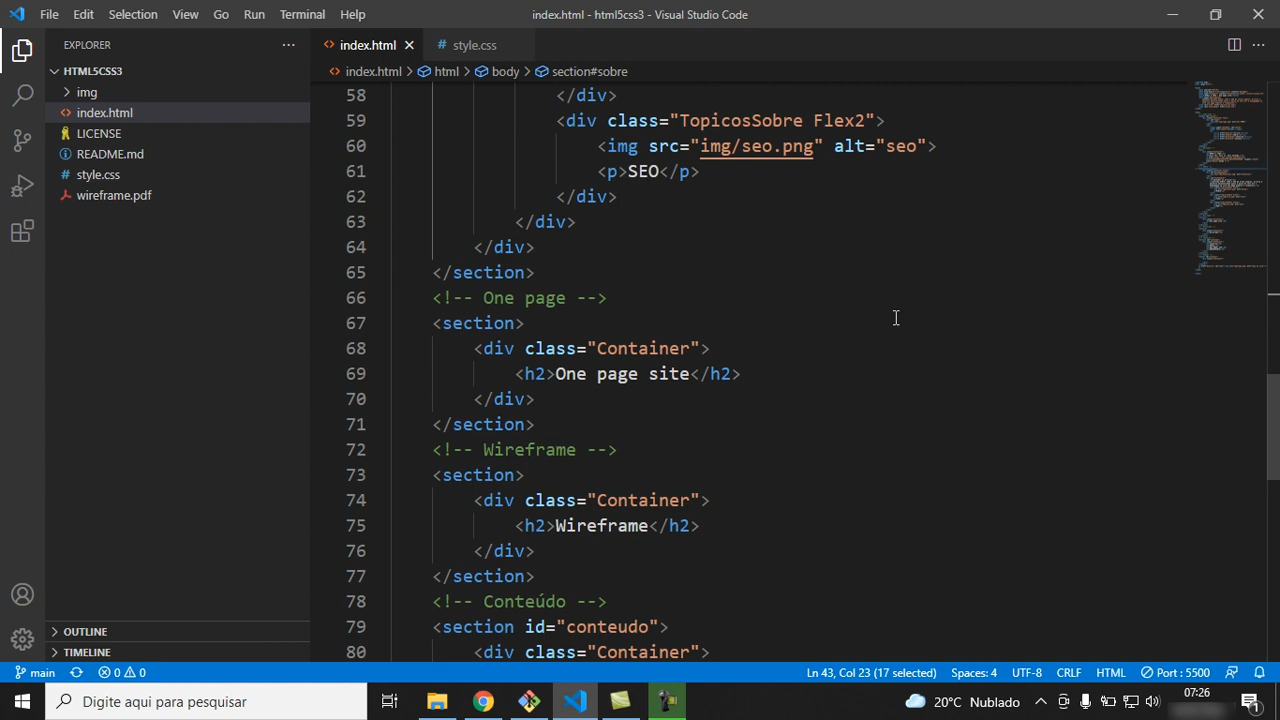 File Edit Selection View Go Run Terminal Help index.html - html5css3 - Visual Studio Code
EXPLORER
HTML5CSS3
img
index.html
LICENSE
README.md
style.css
wireframe.pdf
OUTLINE
TIMELINE
index.html style.css
index.html > html > body > section#sobre
58 </div>
59 <div class="TopicosSobre Flex2">
60 <img src="img/seo.png" alt="seo">
61 <p>SEO</p>
62 </div>
63 </div>
64 </div>
65 </section>
66 <!-- One page -->
67 <section>
68 <div class="Container">
69 <h2>One page site</h2>
70 </div>
71 </section>
72 <!-- Wireframe -->
73 <section>
74 <div class="Container">
75 <h2>Wireframe</h2>
76 </div>
77 </section>
78 <!-- Conteúdo -->
79 <section id="conteudo">
80 <div class="Container">
main 0 0 Ln 43, Col 23 (17 selected) Spaces: 4 UTF-8 CRLF HTML Port : 5500
Digite aqui para pesquisar 20°C Nublado 07:26 1